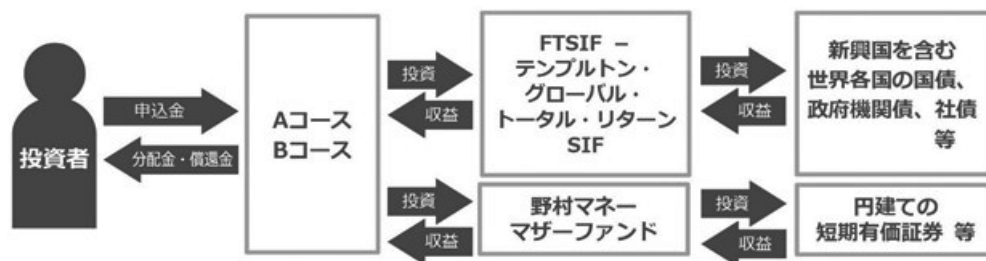 投資者
申込金
分配金・償還金
Aコース
Bコース
投資
収益
FTSIF －
テンプルトン・
グローバル・
トータル・リターン
SIF
投資
収益
新興国を含む
世界各国の国債、
政府機関債、社債
等
投資
収益
野村マネー
マザーファンド
投資
収益
円建ての
短期有価証券 等